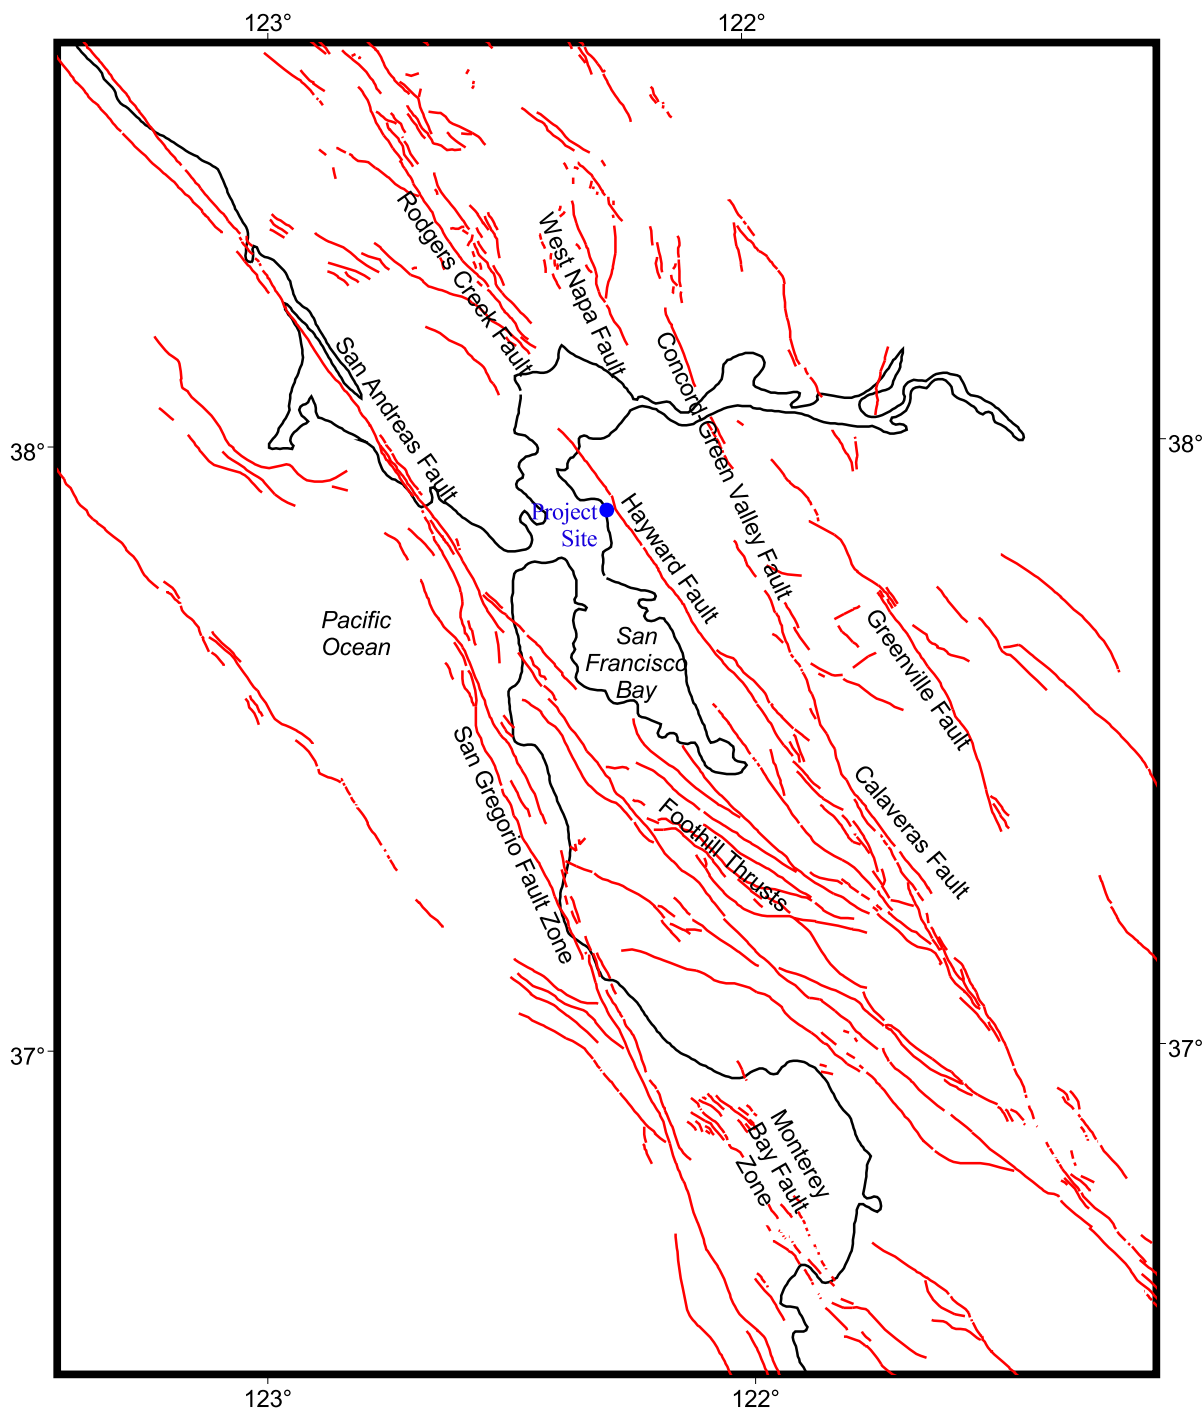 123°
122°
Rodgers Creek Fault
West Napa Fault
San Andreas Fault
Concord-Green Valley Fault
38°
38°
Project
Site
Hayward Fault
Pacific
Ocean
San
Francisco
Bay
Greenville Fault
San Gregorio Fault Zone
Foothill Thrusts
Calaveras Fault
37°
37°
Monterey
Bay Fault
Zone
123°
122°